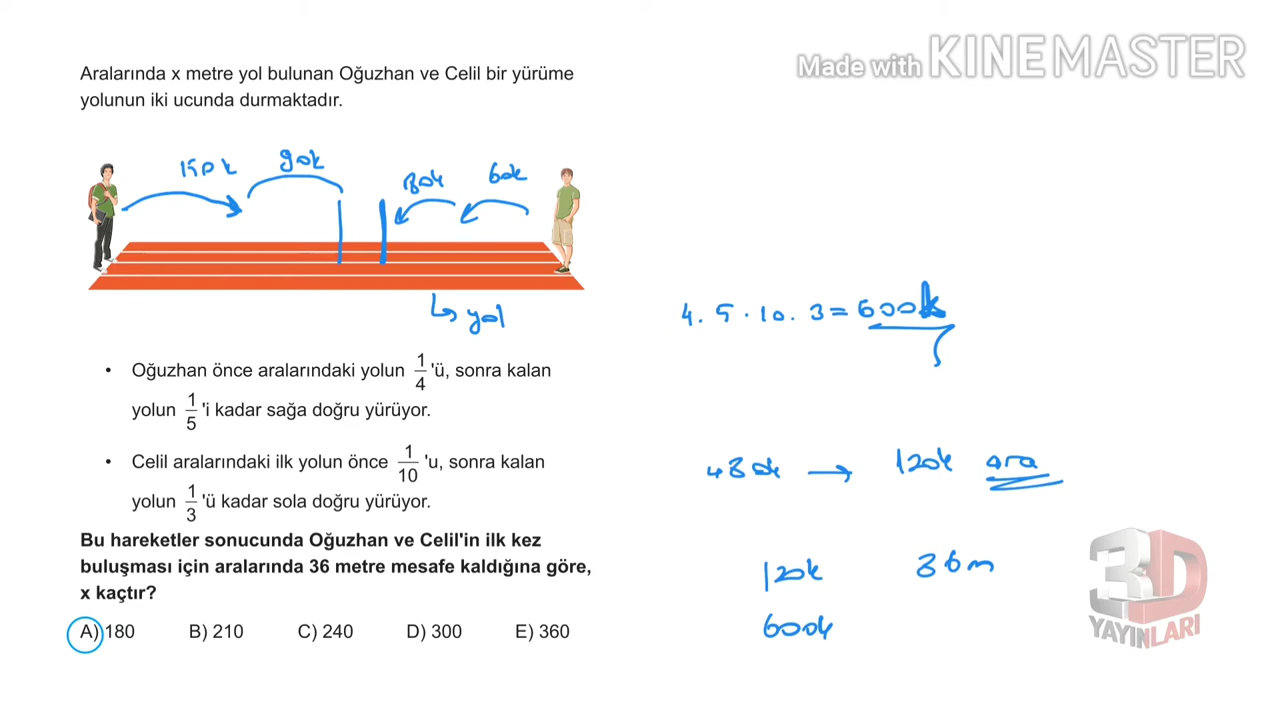 Made with KINEMASTER
Aralarında x metre yol bulunan Oğuzhan ve Celil bir yürüme
yolunun iki ucunda durmaktadır.
150k 90k 180k 60k
↳ yol
4 . 5 . 10 . 3 = 600k
• Oğuzhan önce aralarındaki yolun 1/4 'ü, sonra kalan
yolun 1/5 'i kadar sağa doğru yürüyor.
• Celil aralarındaki ilk yolun önce 1/10 'u, sonra kalan
yolun 1/3 'ü kadar sola doğru yürüyor.
480k → 120k ara
Bu hareketler sonucunda Oğuzhan ve Celil'in ilk kez
buluşması için aralarında 36 metre mesafe kaldığına göre,
x kaçtır?
120k 36m
600k
A) 180 B) 210 C) 240 D) 300 E) 360
3D
YAYINLARI